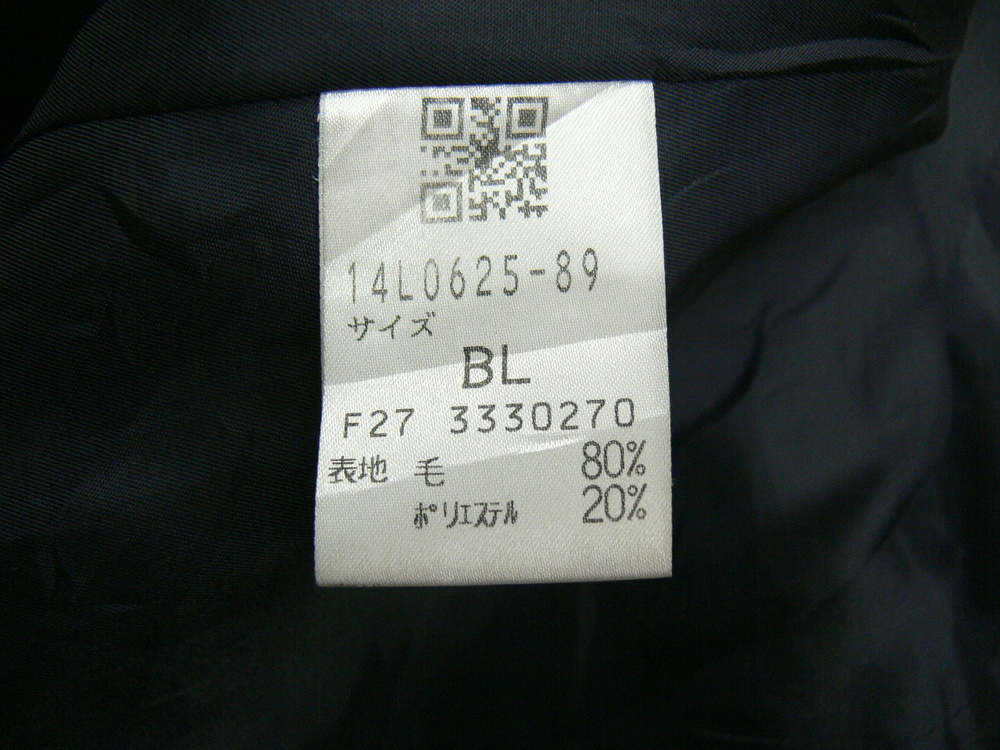 14L0625-89
サイズ
BL
F27 3330270
表地 毛 80%
ポリエステル 20%